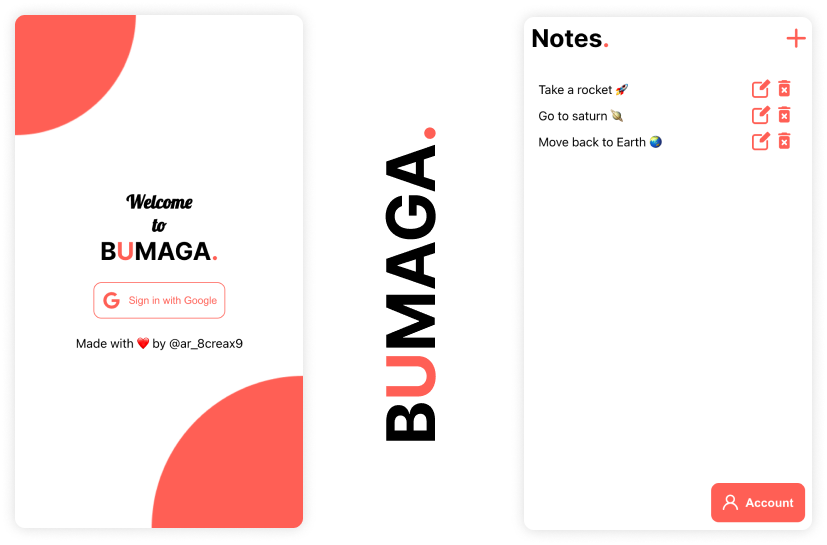 Welcome
to
BUMAGA.
Sign in with Google
Made with ❤️ by @ar_8creax9
BUMAGA.
Notes.
Take a rocket 🚀
Go to saturn 🪐
Move back to Earth 🌏
Account